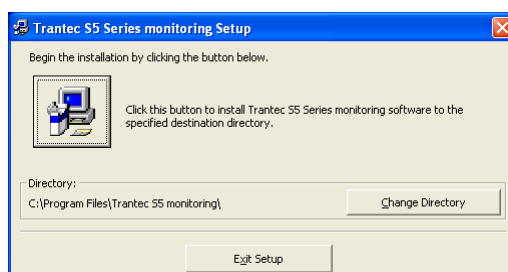 Trantec S5 Series monitoring Setup
Begin the installation by clicking the button below.
Click this button to install Trantec S5 Series monitoring software to the
specified destination directory.
Directory:
C:\Program Files\Trantec S5 monitoring\
Change Directory
Exit Setup